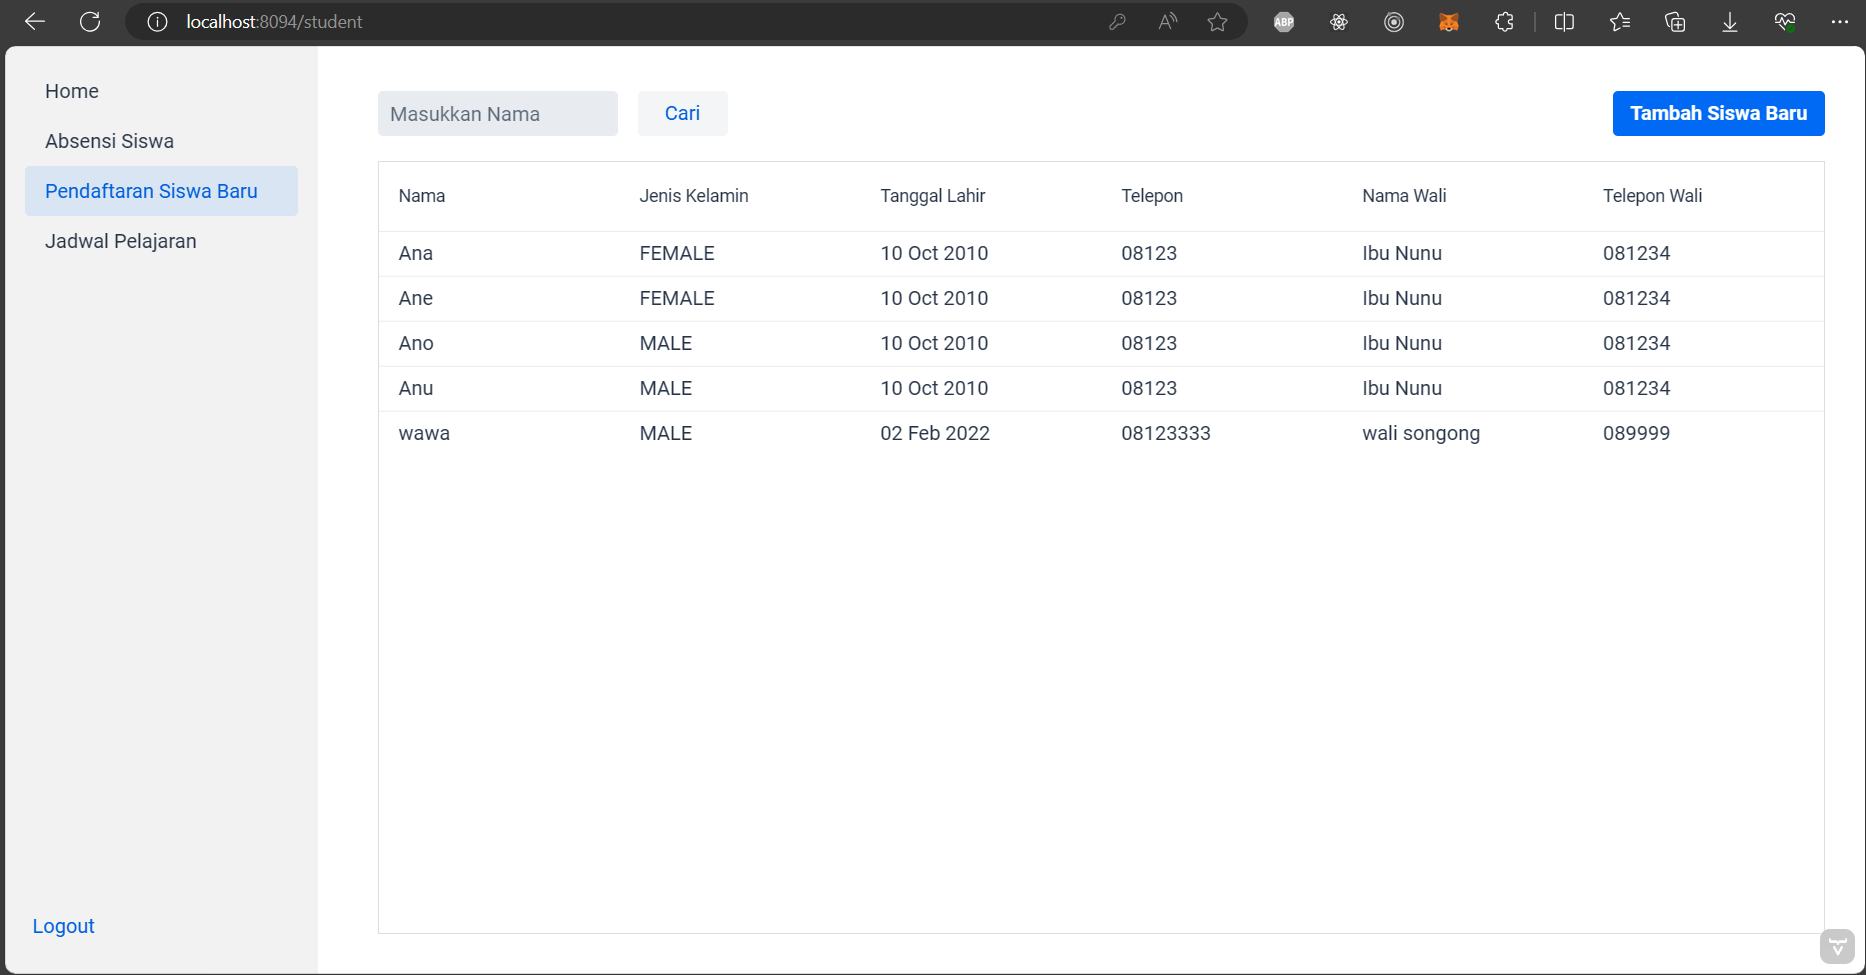 localhost:8094/student
ABP
Home
Absensi Siswa
Pendaftaran Siswa Baru
Jadwal Pelajaran
Logout
Masukkan Nama Cari Tambah Siswa Baru
Nama Jenis Kelamin Tanggal Lahir Telepon Nama Wali Telepon Wali
Ana FEMALE 10 Oct 2010 08123 Ibu Nunu 081234
Ane FEMALE 10 Oct 2010 08123 Ibu Nunu 081234
Ano MALE 10 Oct 2010 08123 Ibu Nunu 081234
Anu MALE 10 Oct 2010 08123 Ibu Nunu 081234
wawa MALE 02 Feb 2022 08123333 wali songong 089999